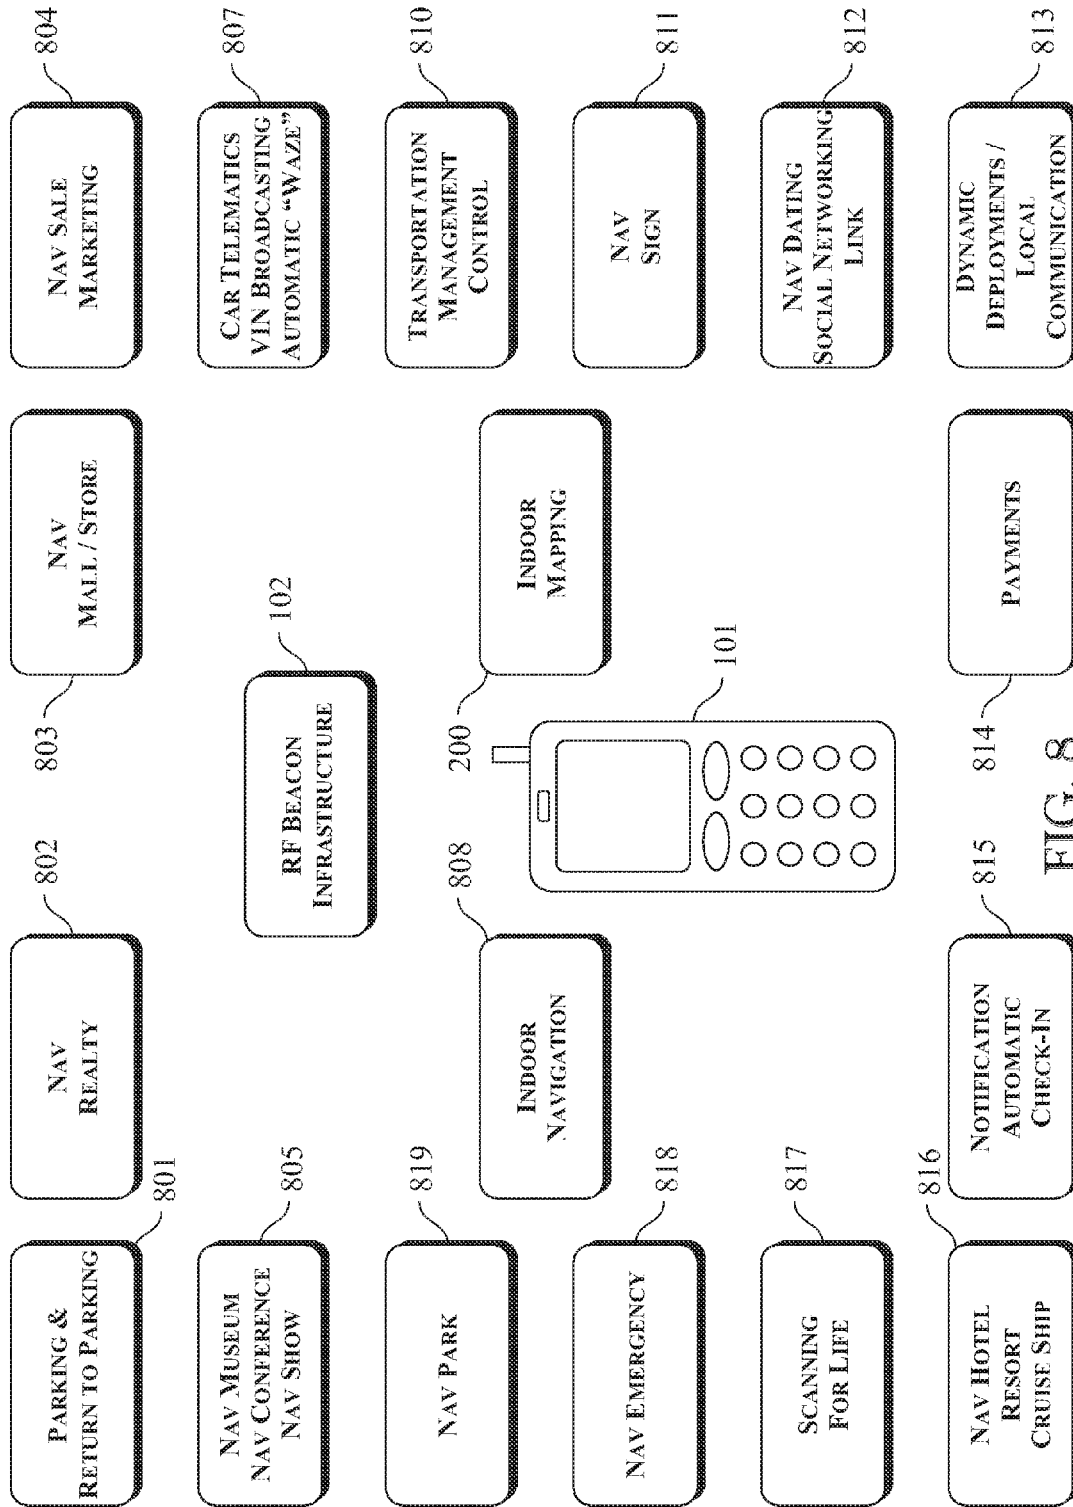 PARKING &
RETURN TO PARKING
801
NAV
REALTY
802
NAV
MALL / STORE
803
NAV SALE
MARKETING
804
NAV MUSEUM
NAV CONFERENCE
NAV SHOW
805
RF BEACON
INFRASTRUCTURE
102
CAR TELEMATICS
VIN BROADCASTING
AUTOMATIC “WAZE”
807
NAV PARK
819
TRANSPORTATION
MANAGEMENT
CONTROL
810
INDOOR
NAVIGATION
808
200
INDOOR
MAPPING
NAV EMERGENCY
818
101
NAV
SIGN
811
SCANNING
FOR LIFE
817
NAV DATING
SOCIAL NETWORKING
LINK
812
NAV HOTEL
RESORT
CRUISE SHIP
816
NOTIFICATION
AUTOMATIC
CHECK-IN
815
814
PAYMENTS
DYNAMIC
DEPLOYMENTS /
LOCAL
COMMUNICATION
813
FIG. 8